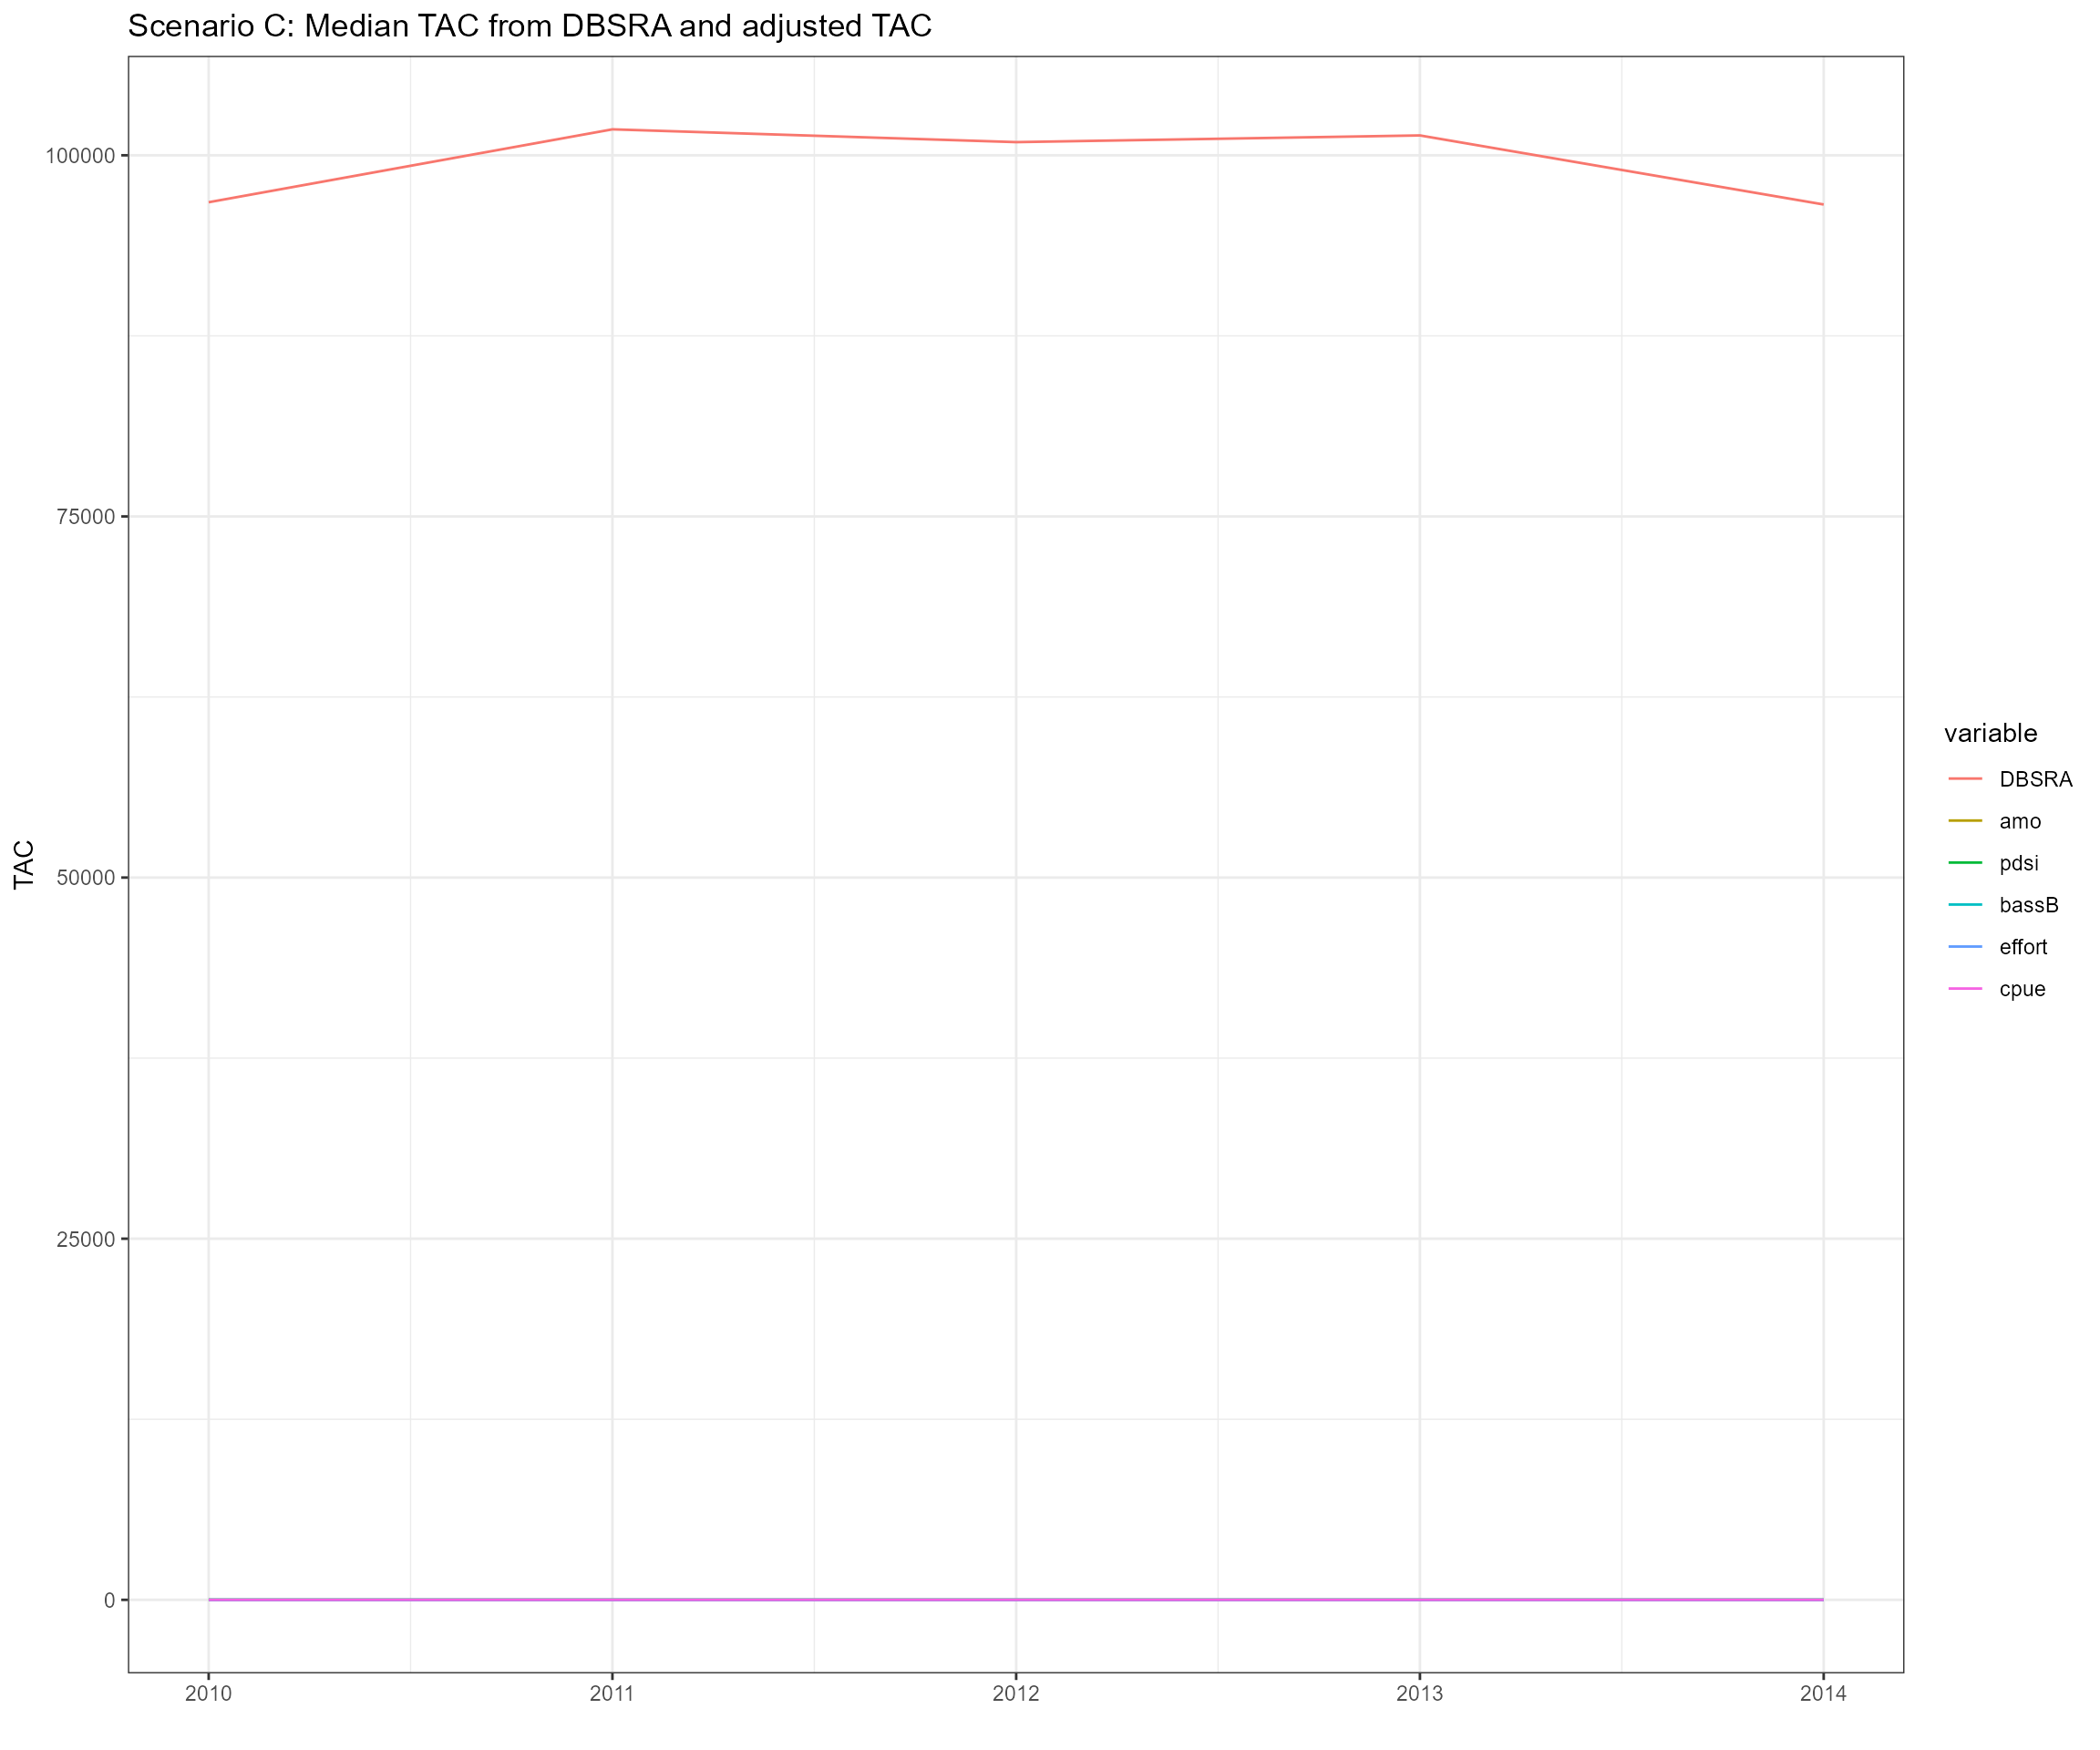 Scenario C: Median TAC from DBSRA and adjusted TAC
TAC
100000
75000
50000
25000
0
2010
2011
2012
2013
2014
variable
DBSRA
amo
pdsi
bassB
effort
cpue